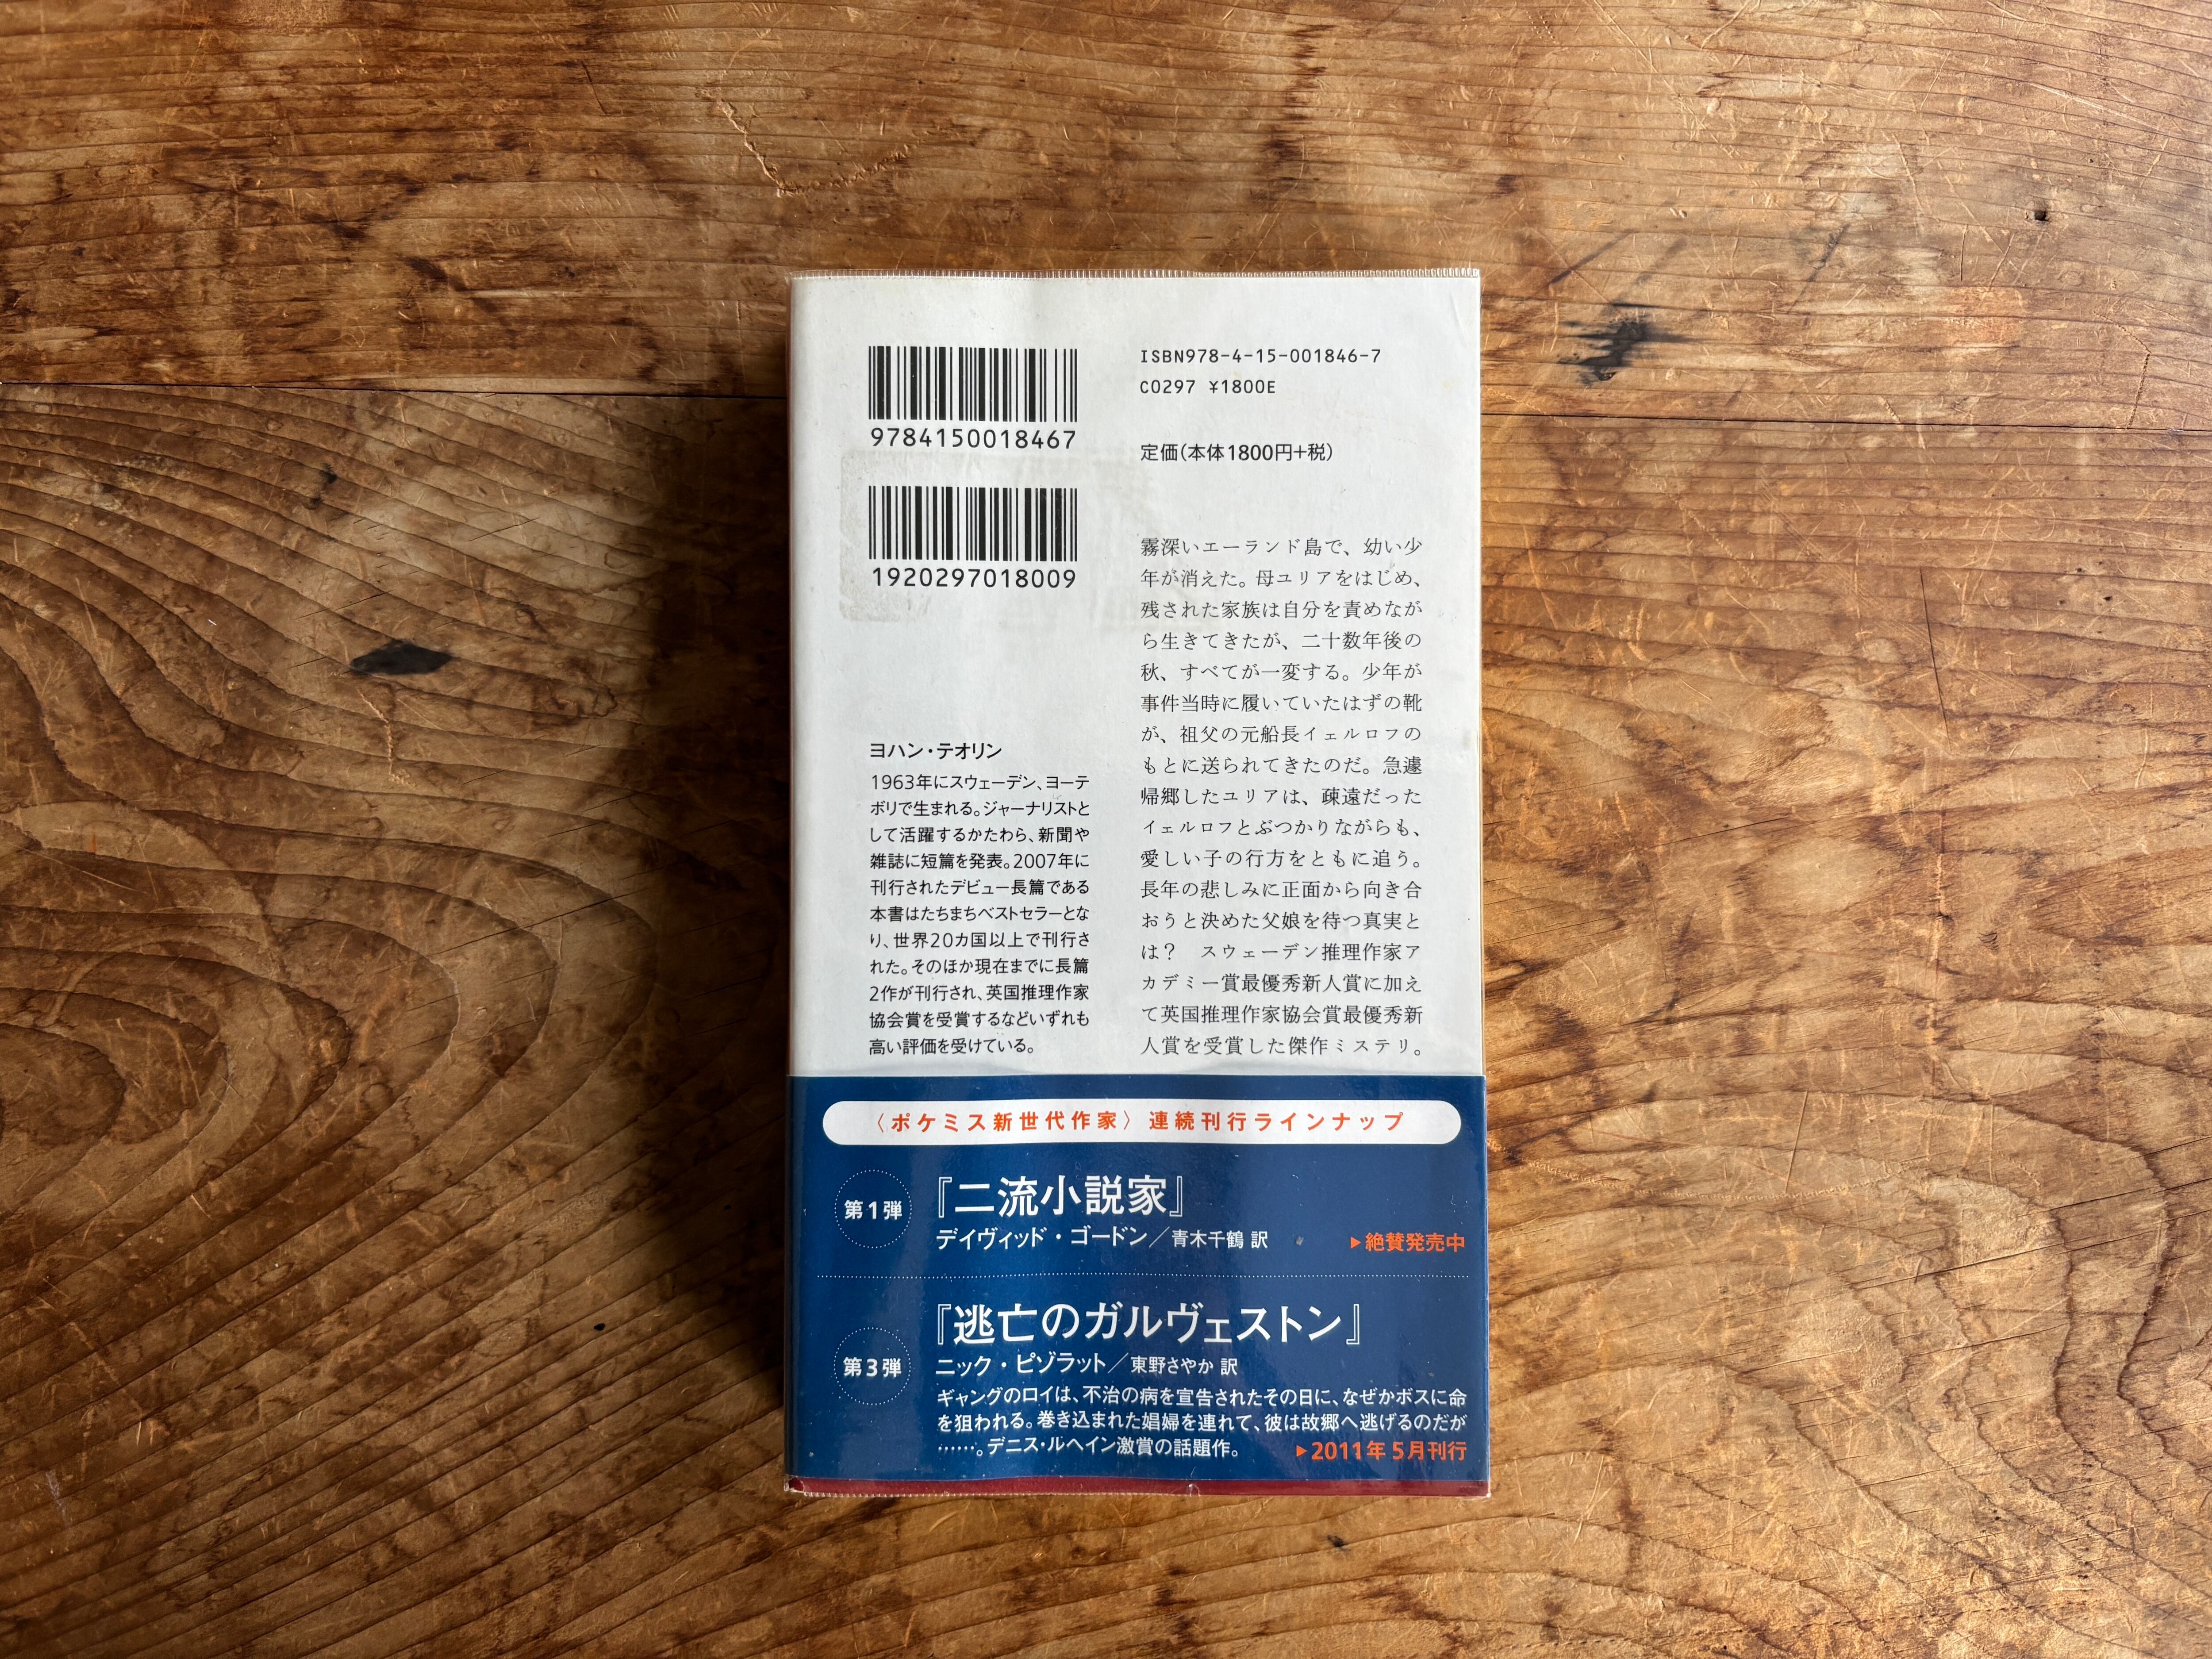 9784150018467
1920297018009
ISBN978-4-15-001846-7
C0297 ¥1800E
定価(本体1800円+税)
霧深いエーランド島で、幼い少
年が消えた。母ユリアをはじめ、
残された家族は自分を責めなが
ら生きてきたが、二十数年後の
秋、すべてが一変する。少年が
事件当時に履いていたはずの靴
が、祖父の元船長イェルロフの
もとに送られてきたのだ。急遽
帰郷したユリアは、疎遠だった
イェルロフとぶつかりながらも、
愛しい子の行方をともに追う。
長年の悲しみに正面から向き合
おうと決めた父娘を待つ真実と
は？　スウェーデン推理作家ア
カデミー賞最優秀新人賞に加え
て英国推理作家協会賞最優秀新
人賞を受賞した傑作ミステリ。
ヨハン・テオリン
1963年にスウェーデン、ヨーテ
ボリで生まれる。ジャーナリストと
して活躍するかたわら、新聞や
雑誌に短篇を発表。2007年に
刊行されたデビュー長篇である
本書はたちまちベストセラーとな
り、世界20カ国以上で刊行さ
れた。そのほか現在までに長篇
2作が刊行され、英国推理作家
協会賞を受賞するなどいずれも
高い評価を受けている。
〈ポケミス新世代作家〉連続刊行ラインナップ
第1弾
『二流小説家』
デイヴィッド・ゴードン／青木千鶴 訳
▶絶賛発売中
第3弾
『逃亡のガルヴェストン』
ニック・ピゾラット／東野さやか 訳
ギャングのロイは、不治の病を宣告されたその日に、なぜかボスに命
を狙われる。巻き込まれた娼婦を連れて、彼は故郷へ逃げるのだが
……。デニス・ルヘイン激賞の話題作。
▶2011年5月刊行